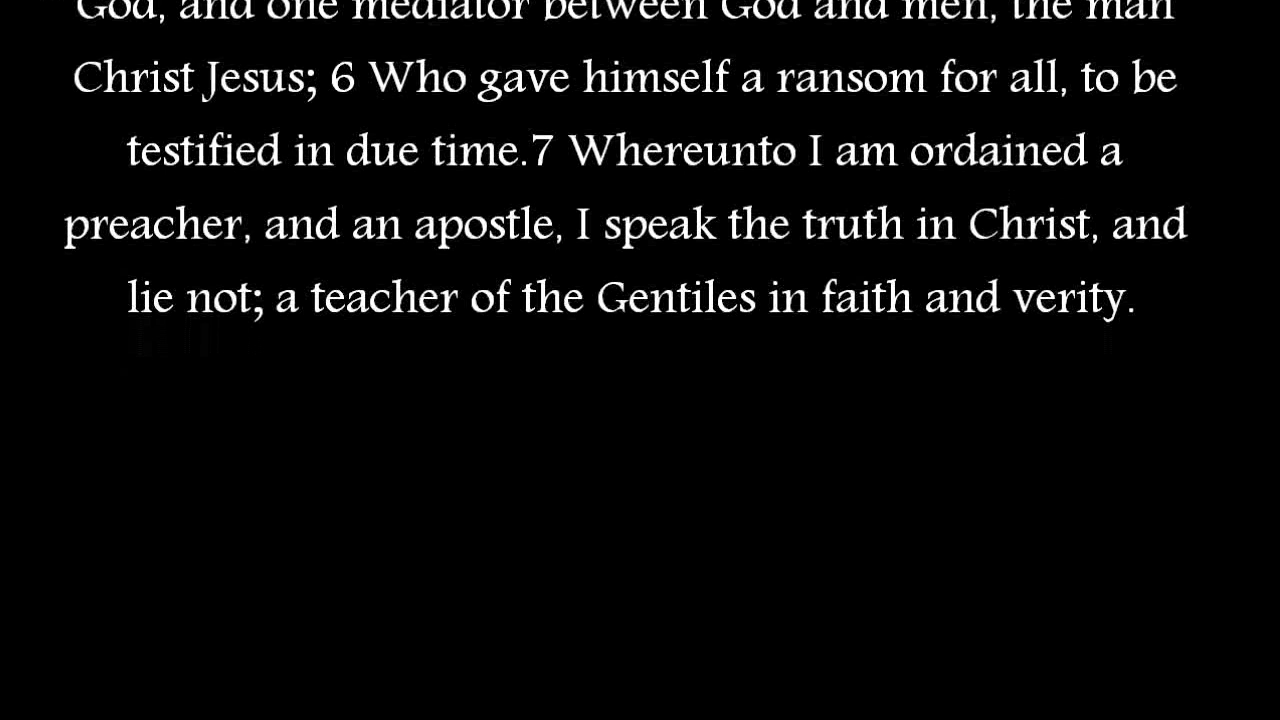 God, and one mediator between God and men, the man
Christ Jesus; 6 Who gave himself a ransom for all, to be
testified in due time.7 Whereunto I am ordained a
preacher, and an apostle, I speak the truth in Christ, and
lie not; a teacher of the Gentiles in faith and verity.